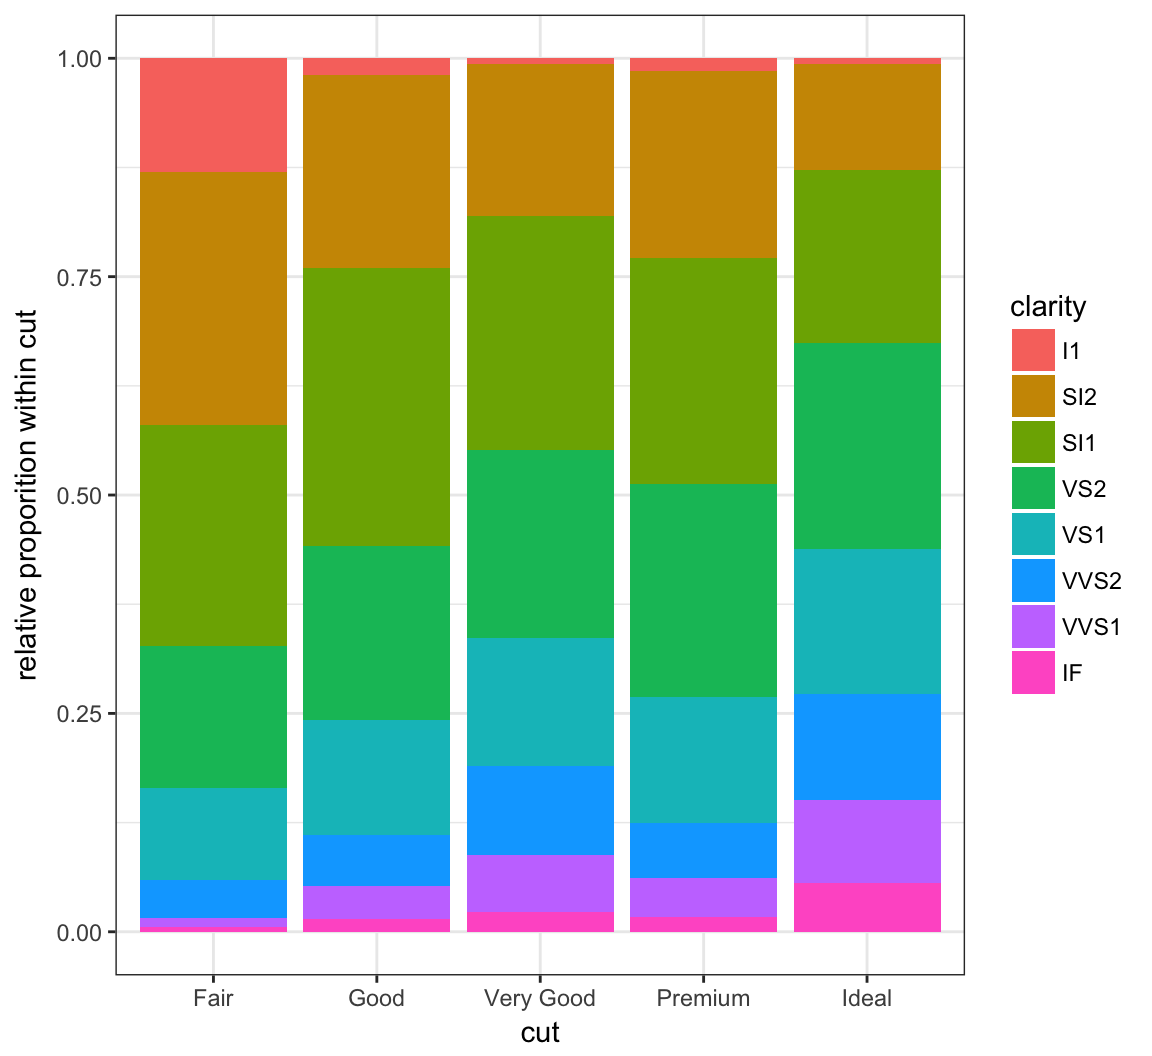 1.00
0.75
0.50
0.25
0.00
relative proporition within cut
Fair Good Very Good Premium Ideal
cut
clarity
I1
SI2
SI1
VS2
VS1
VVS2
VVS1
IF